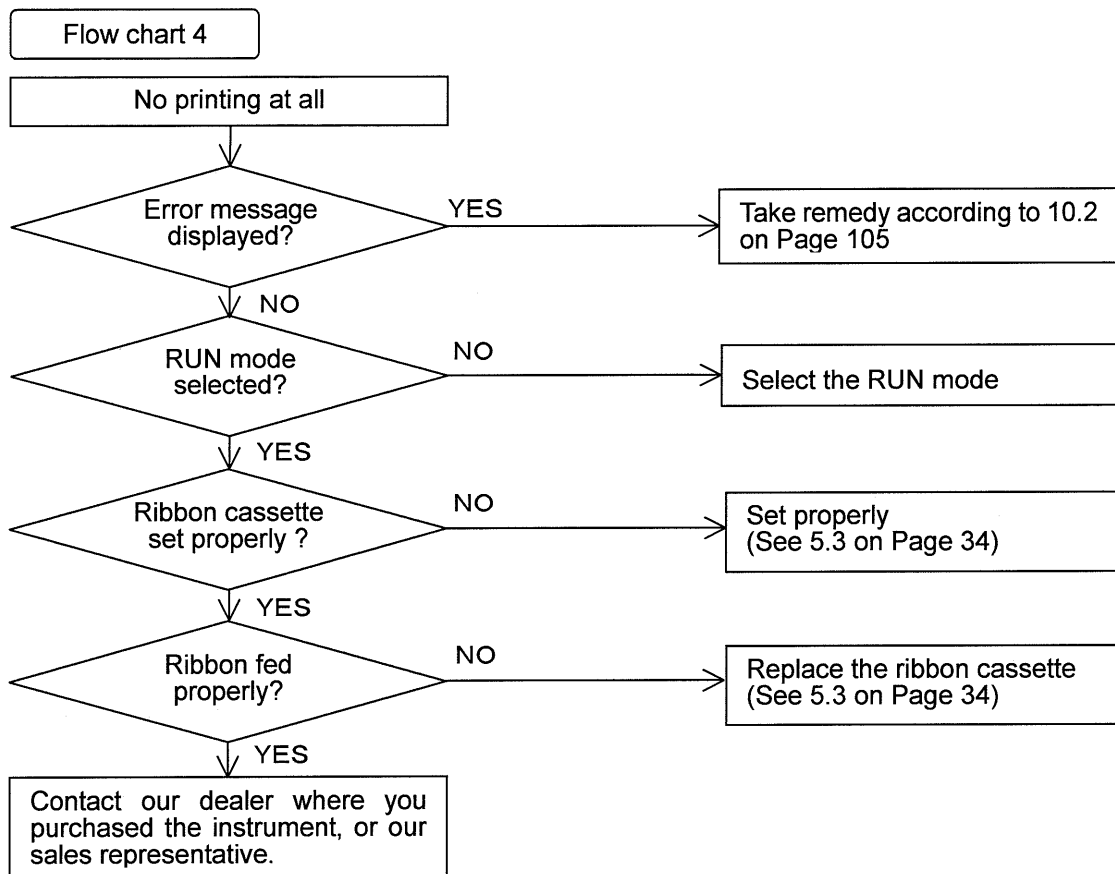 Flow chart 4
No printing at all
Error message
displayed?
YES
Take remedy according to 10.2
on Page 105
NO
RUN mode
selected?
NO
Select the RUN mode
YES
Ribbon cassette
set properly ?
NO
Set properly
(See 5.3 on Page 34)
YES
Ribbon fed
properly?
NO
Replace the ribbon cassette
(See 5.3 on Page 34)
YES
Contact our dealer where you
purchased the instrument, or our
sales representative.